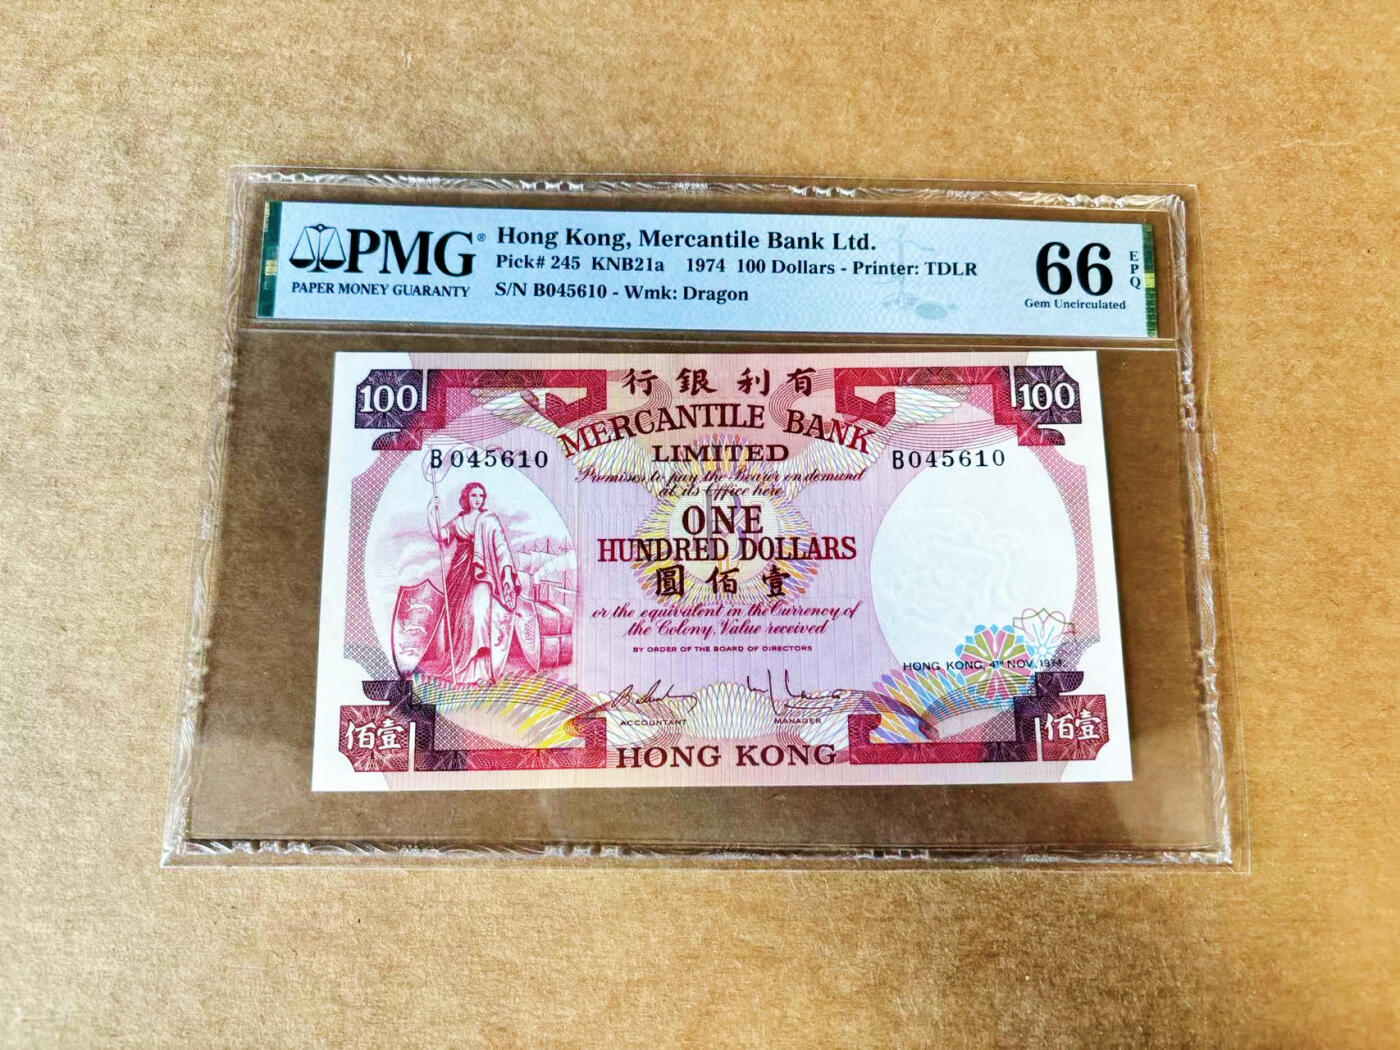 PMG®
PAPER MONEY GUARANTY
Hong Kong, Mercantile Bank Ltd.
Pick# 245 KNB21a 1974 100 Dollars - Printer: TDLR
S/N B045610 - Wmk: Dragon
66
EPQ
Gem Uncirculated
100
行銀利有
100
MERCANTILE BANK
LIMITED
B045610
B045610
Promises to pay the Bearer on demand
at its Office here
ONE
HUNDRED DOLLARS
圓佰壹
or the equivalent in the Currency of
the Colony, Value received
BY ORDER OF THE BOARD OF DIRECTORS
HONG KONG, 4TH NOV, 1974.
ACCOUNTANT
MANAGER
佰壹
HONG KONG
佰壹